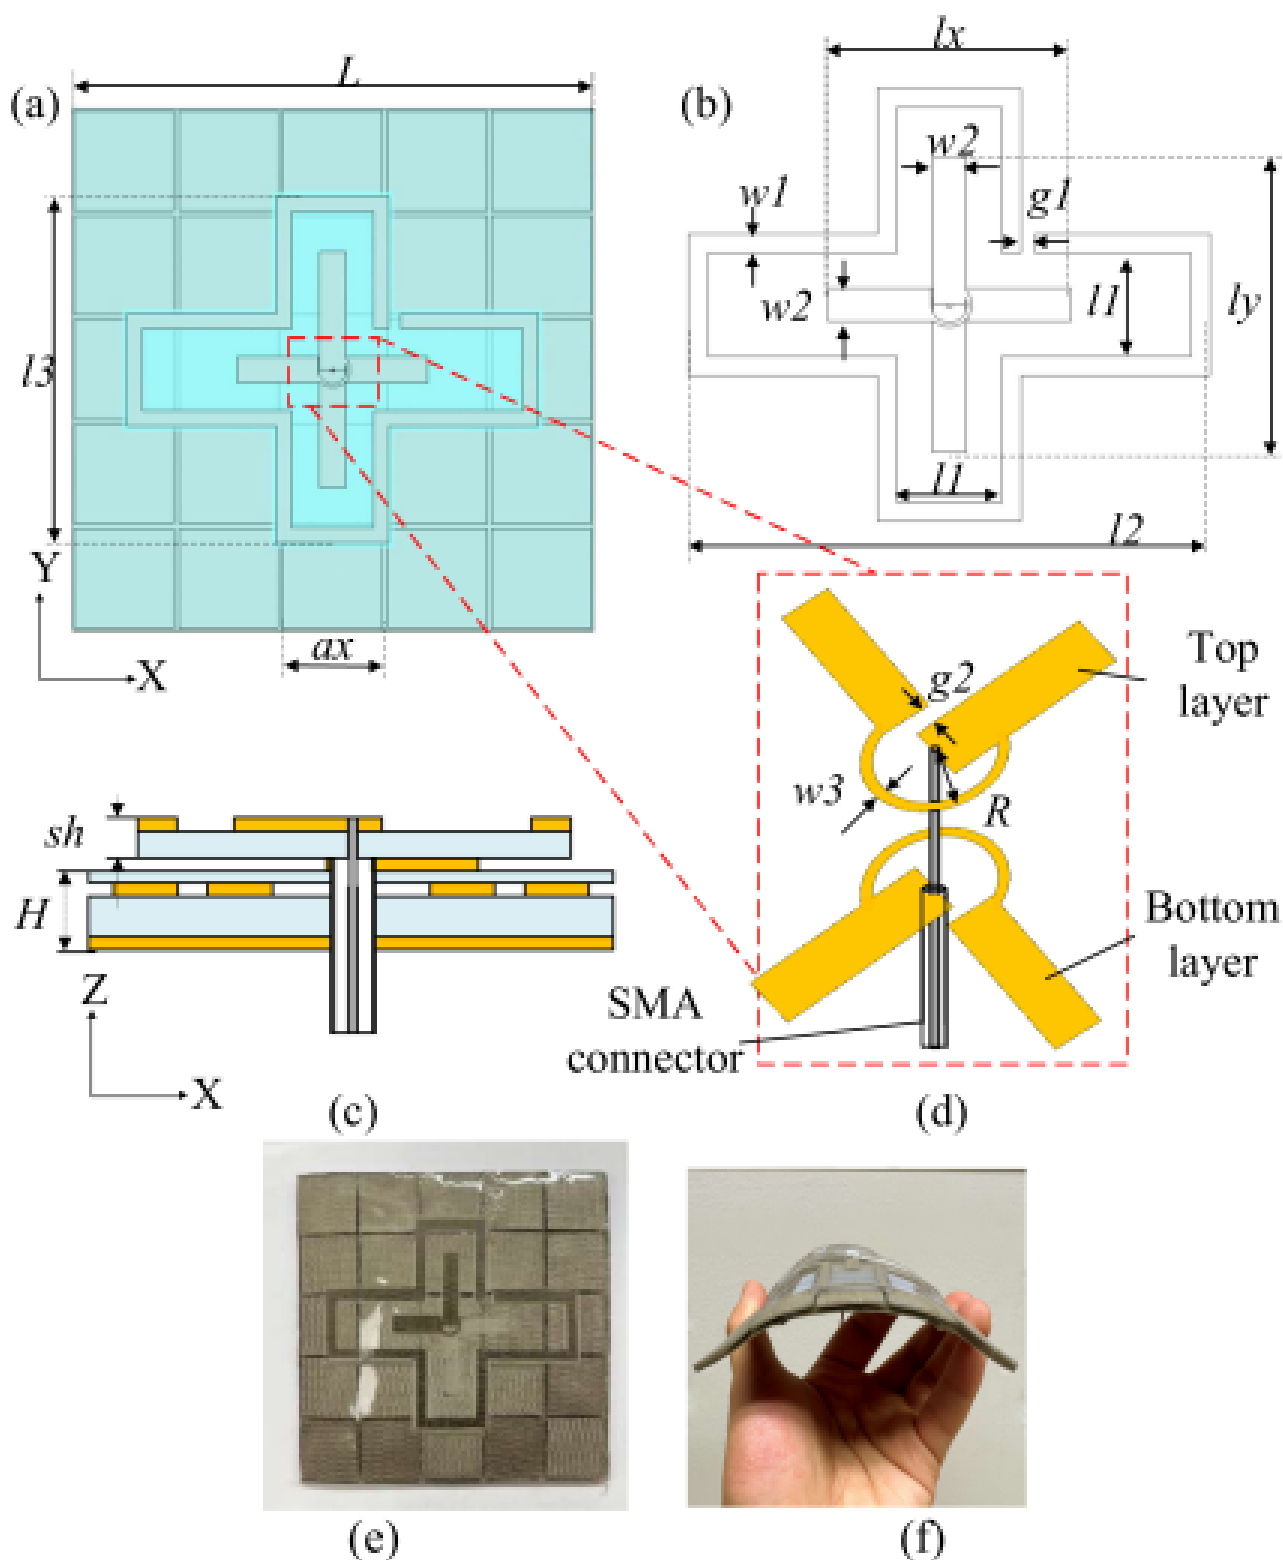 (a)
L
l3
Y
X
ax
(b)
lx
w2
w1
g1
w2
l1
ly
l1
l2
sh
H
Z
X
(c)
g2
Top
layer
w3
R
Bottom
layer
SMA
connector
(d)
(e)
(f)